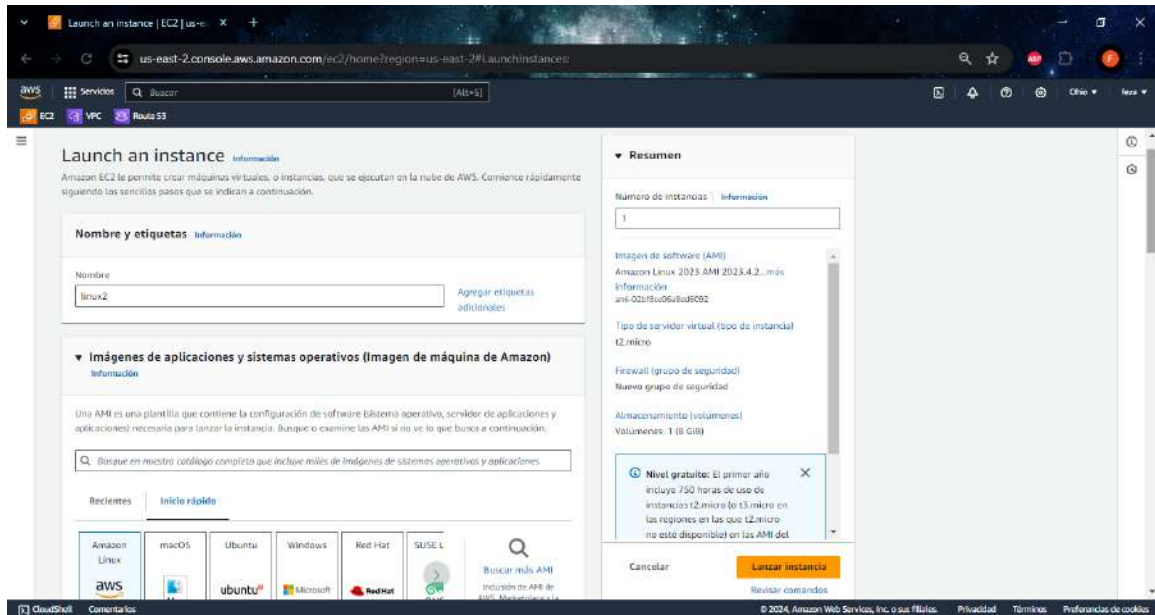 Launch an instance | EC2 | us-e
us-east-2.console.aws.amazon.com/ec2/home?region=us-east-2#LaunchInstances:
aws
Servicios
Buscar
[Alt+S]
Ohio
feza
EC2
VPC
Route 53
Launch an instance Información
Amazon EC2 le permite crear máquinas virtuales, o instancias, que se ejecutan en la nube de AWS. Comience rápidamente
siguiendo los sencillos pasos que se indican a continuación.
Nombre y etiquetas Información
Nombre
linux2
Agregar etiquetas
adicionales
Imágenes de aplicaciones y sistemas operativos (Imagen de máquina de Amazon)
Información
Una AMI es una plantilla que contiene la configuración de software (sistema operativo, servidor de aplicaciones y
aplicaciones) necesaria para lanzar la instancia. Busque o examine las AMI si no ve lo que busca a continuación.
Busque en nuestro catálogo completo que incluye miles de imágenes de sistemas operativos y aplicaciones
Recientes
Inicio rápido
Amazon
Linux
aws
macOS
Ubuntu
ubuntu
Windows
Microsoft
Red Hat
RedHat
SUSE L
Buscar más AMI
Inclusión de AMI de
Resumen
Número de instancias Información
1
Imagen de software (AMI)
Amazon Linux 2023 AMI 2023.4.2...más
información
Tipo de servidor virtual (tipo de instancia)
t2.micro
Firewall (grupo de seguridad)
Nuevo grupo de seguridad
Almacenamiento (volúmenes)
Volúmenes: 1 (8 GiB)
Nivel gratuito: El primer año
incluye 750 horas de uso de
instancias t2.micro (o t3.micro en
las regiones en las que t2.micro
no esté disponible) en las AMI del
Cancelar
Lanzar instancia
Revisar comandos
CloudShell
Comentarios
© 2024, Amazon Web Services, Inc. o sus filiales.
Privacidad
Términos
Preferencias de cookies